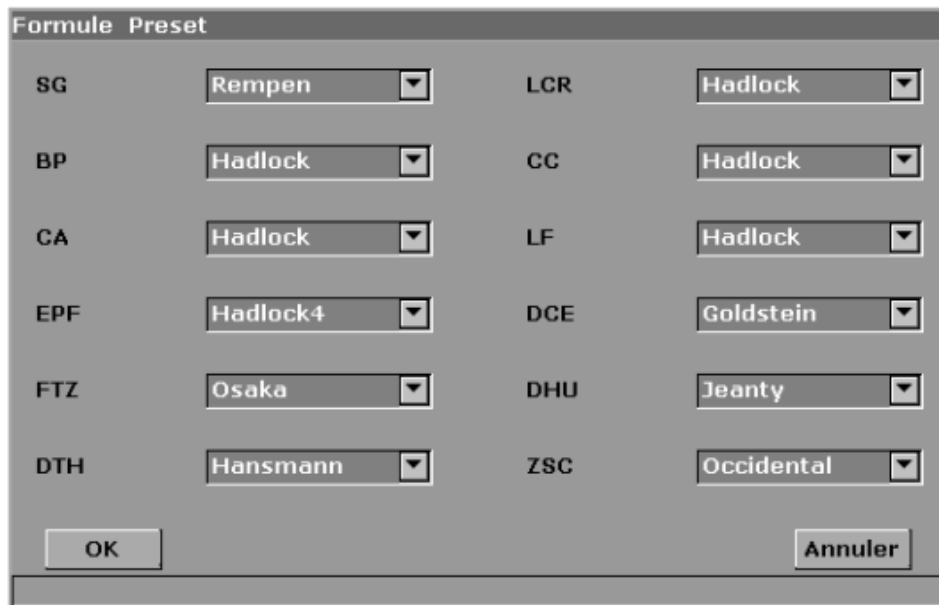 Formule Preset
SG Rempen LCR Hadlock
BP Hadlock CC Hadlock
CA Hadlock LF Hadlock
EPF Hadlock4 DCE Goldstein
FTZ Osaka DHU Jeanty
DTH Hansmann ZSC Occidental
OK Annuler